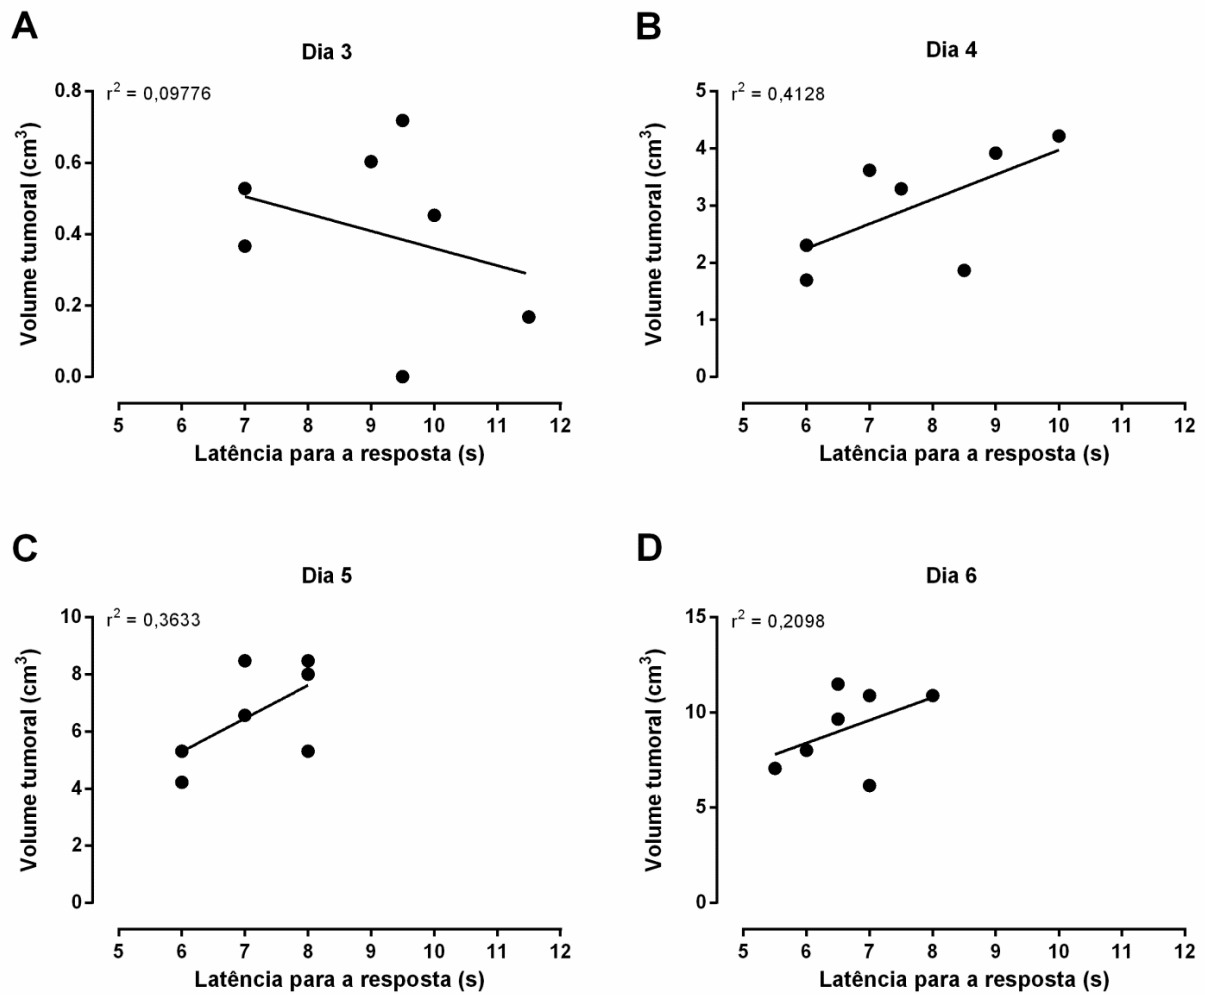 A
Dia 3
r² = 0,09776
Volume tumoral (cm³)
0.8
0.6
0.4
0.2
0.0
5 6 7 8 9 10 11 12
Latência para a resposta (s)
B
Dia 4
r² = 0,4128
Volume tumoral (cm³)
5
4
3
2
1
0
5 6 7 8 9 10 11 12
Latência para a resposta (s)
C
Dia 5
r² = 0,3633
Volume tumoral (cm³)
10
8
6
4
2
0
5 6 7 8 9 10 11 12
Latência para a resposta (s)
D
Dia 6
r² = 0,2098
Volume tumoral (cm³)
15
10
5
0
5 6 7 8 9 10 11 12
Latência para a resposta (s)